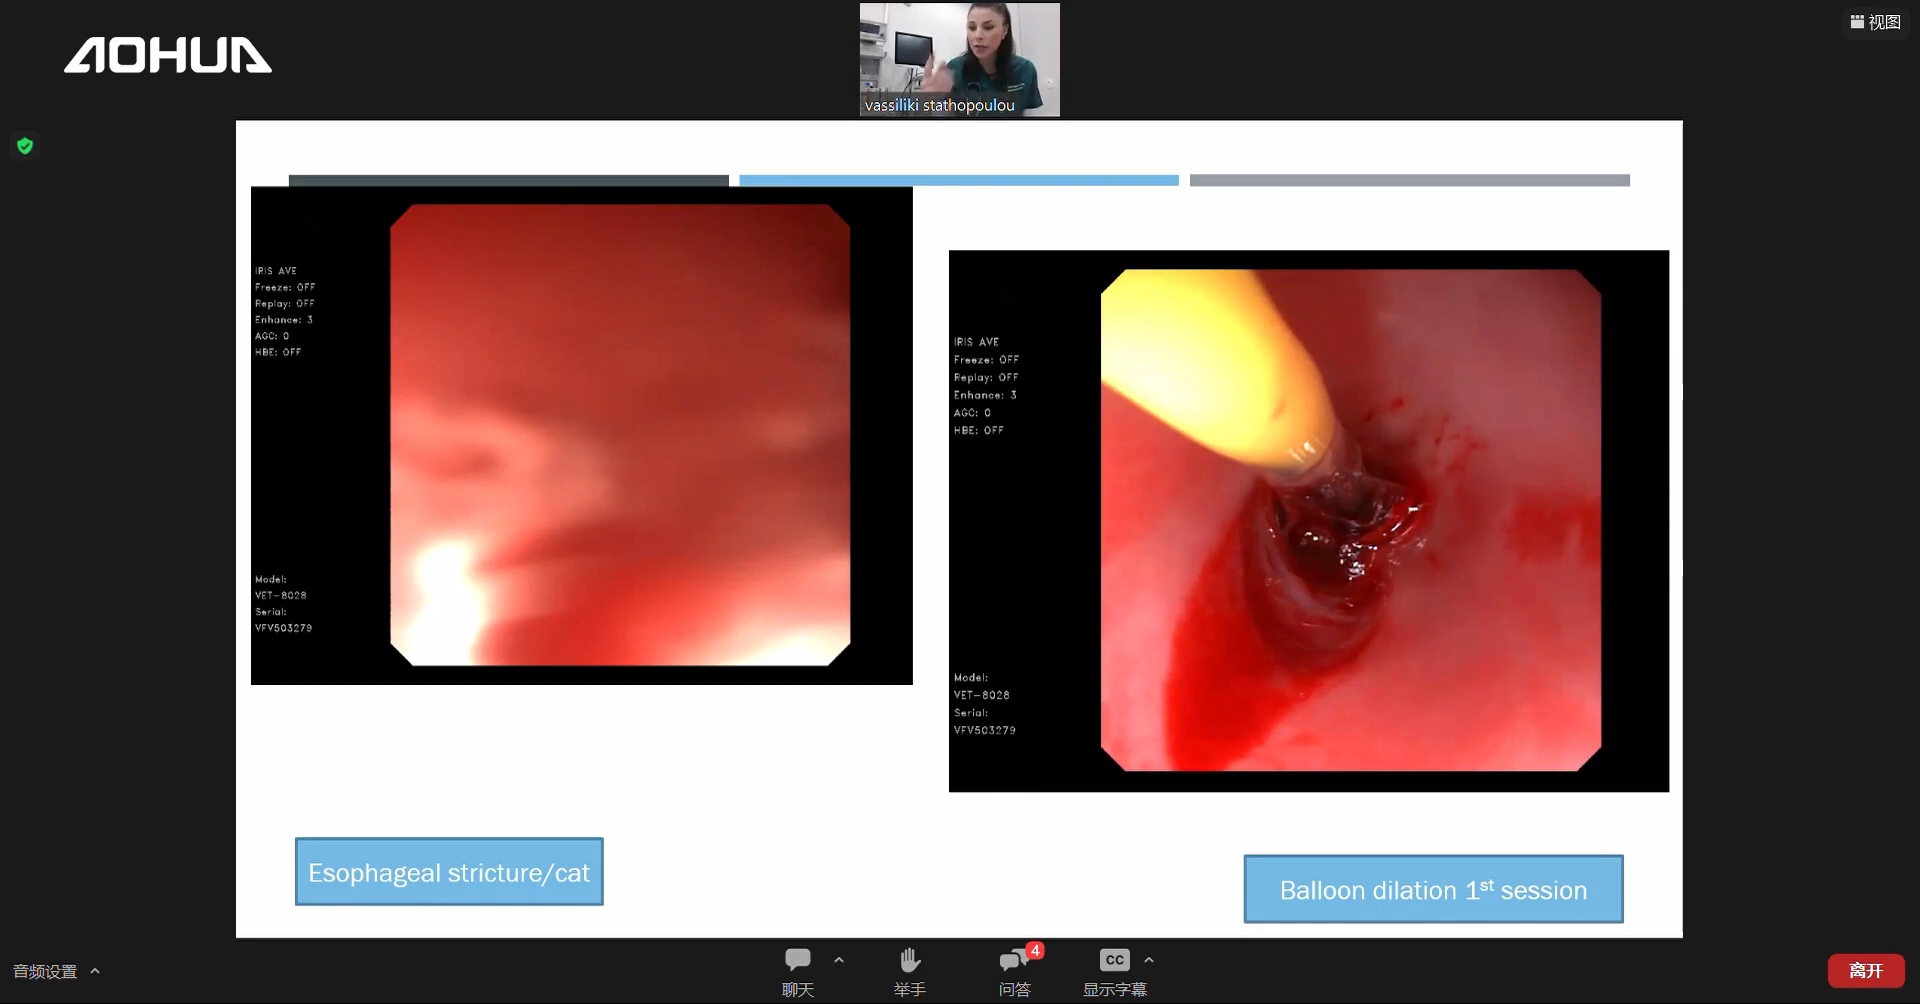 AOHUA
视图
vassiliki stathopoulou
IRIS AVE
Freeze: OFF
Replay: OFF
Enhance: 3
AGC: 0
HBE: OFF
Model:
VET-8028
Serial:
VFV503279
IRIS AVE
Freeze: OFF
Replay: OFF
Enhance: 3
AGC: 0
HBE: OFF
Model:
VET-8028
Serial:
VFV503279
Esophageal stricture/cat
Balloon dilation 1st session
音频设置
聊天
举手
4
问答
CC
显示字幕
离开